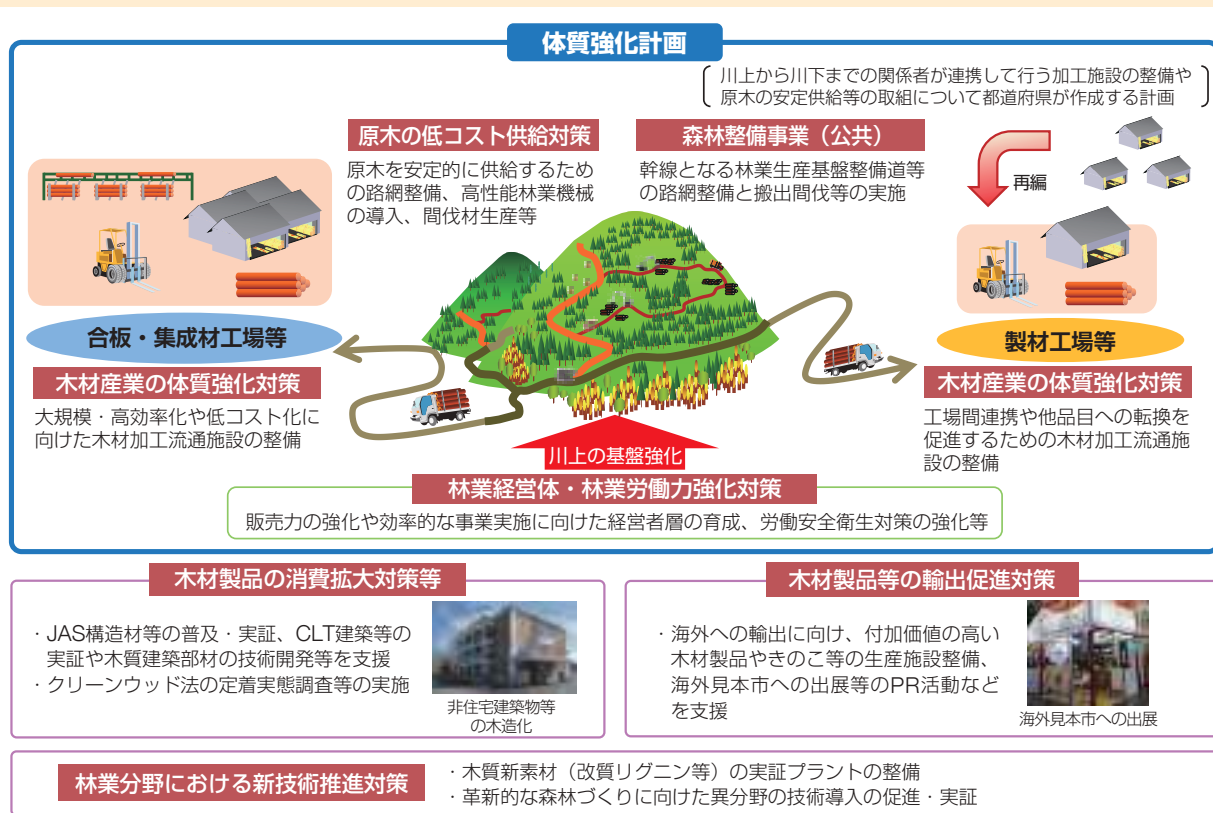 体質強化計画
川上から川下までの関係者が連携して行う加工施設の整備や
原木の安定供給等の取組について都道府県が作成する計画
原木の低コスト供給対策
原木を安定的に供給するため
の路網整備、高性能林業機械
の導入、間伐材生産等
森林整備事業（公共）
幹線となる林業生産基盤整備道等
の路網整備と搬出間伐等の実施
再編
合板・集成材工場等
木材産業の体質強化対策
大規模・高効率化や低コスト化に
向けた木材加工流通施設の整備
製材工場等
木材産業の体質強化対策
工場間連携や他品目への転換を
促進するための木材加工流通施
設の整備
川上の基盤強化
林業経営体・林業労働力強化対策
販売力の強化や効率的な事業実施に向けた経営者層の育成、労働安全衛生対策の強化等
木材製品の消費拡大対策等
・JAS構造材等の普及・実証、CLT建築等の
実証や木質建築部材の技術開発等を支援
・クリーンウッド法の定着実態調査等の実施
非住宅建築物等
の木造化
木材製品等の輸出促進対策
・海外への輸出に向け、付加価値の高い
木材製品やきのこ等の生産施設整備、
海外見本市への出展等のPR活動など
を支援
海外見本市への出展
林業分野における新技術推進対策
・木質新素材（改質リグニン等）の実証プラントの整備
・革新的な森林づくりに向けた異分野の技術導入の促進・実証